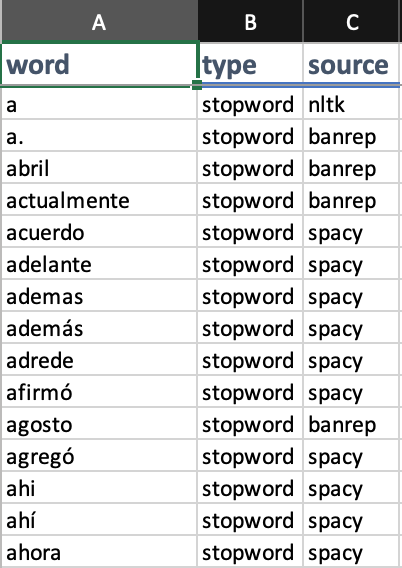 A B C
word type source
a stopword nltk
a. stopword banrep
abril stopword banrep
actualmente stopword banrep
acuerdo stopword spacy
adelante stopword spacy
ademas stopword spacy
además stopword spacy
adrede stopword spacy
afirmó stopword spacy
agosto stopword banrep
agregó stopword spacy
ahi stopword spacy
ahí stopword spacy
ahora stopword spacy